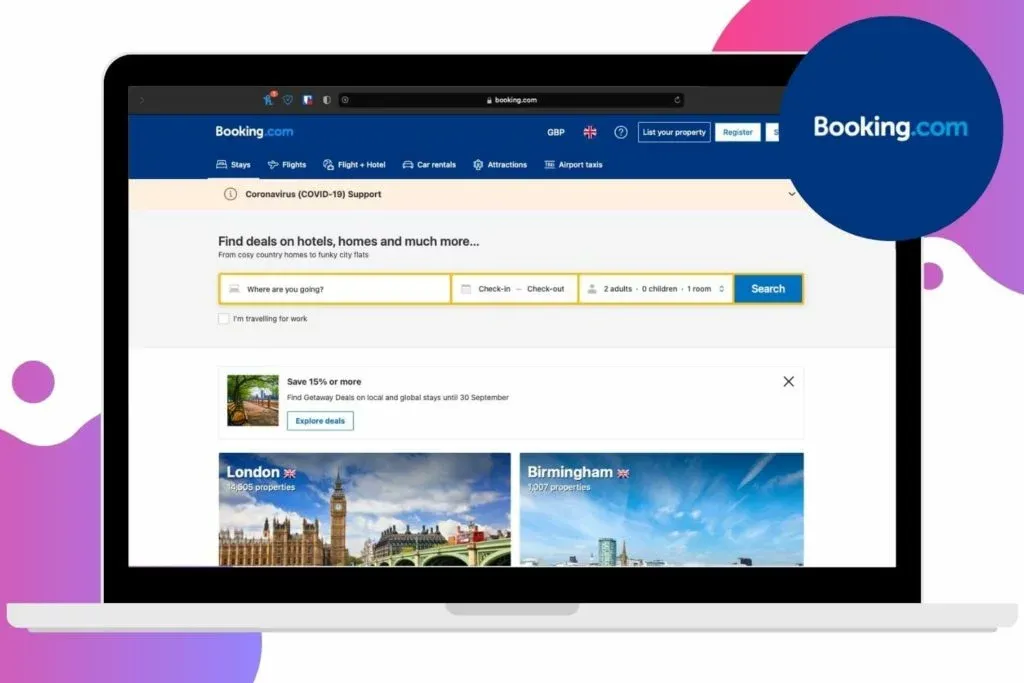 booking.com
Booking.com
GBP
List your property
Register
Booking.com
Stays
Flights
Flight + Hotel
Car rentals
Attractions
Airport taxis
Coronavirus (COVID-19) Support
Find deals on hotels, homes and much more...
From cosy country homes to funky city flats
Where are you going?
Check-in — Check-out
2 adults · 0 children · 1 room
Search
I'm travelling for work
Save 15% or more
Find Getaway Deals on local and global stays until 30 September
Explore deals
London
14,505 properties
Birmingham
1,007 properties